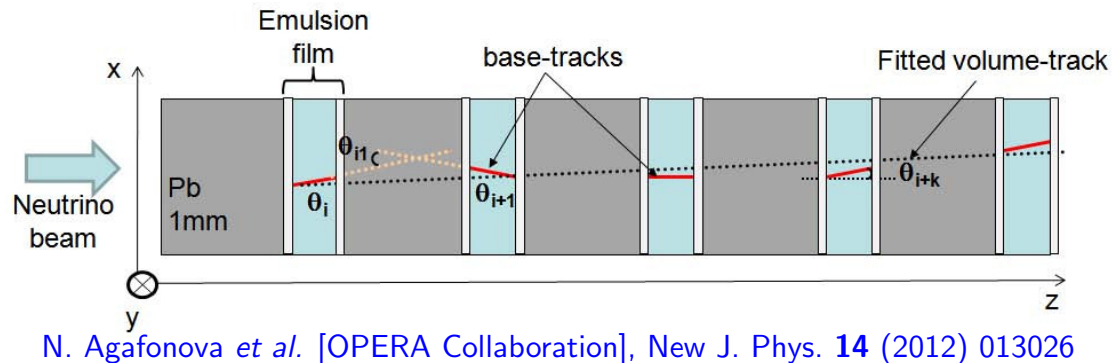 Emulsion
film
x
base-tracks
Fitted volume-track
θi1
Pb
1mm
θi
θi+1
θi+k
Neutrino
beam
y
z
N. Agafonova et al. [OPERA Collaboration], New J. Phys. 14 (2012) 013026